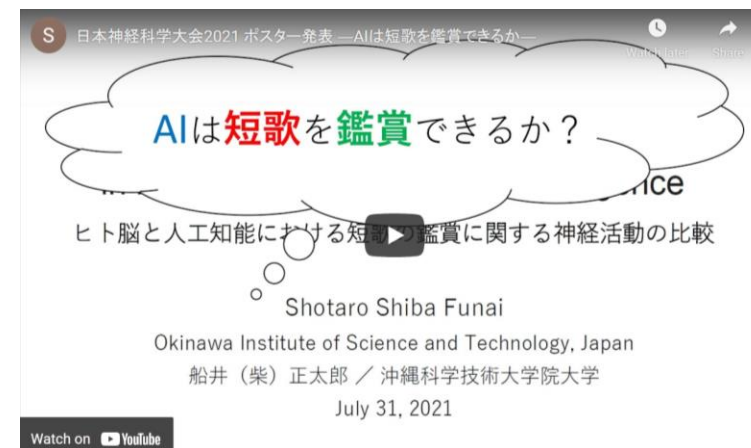 S 日本神経科学大会2021 ポスター発表 ―AIは短歌を鑑賞できるか―
Watch later Share
AIは短歌を鑑賞できるか？
ヒト脳と人工知能における短歌の鑑賞に関する神経活動の比較
Shotaro Shiba Funai
Okinawa Institute of Science and Technology, Japan
船井（柴）正太郎 ／ 沖縄科学技術大学院大学
July 31, 2021
Watch on YouTube